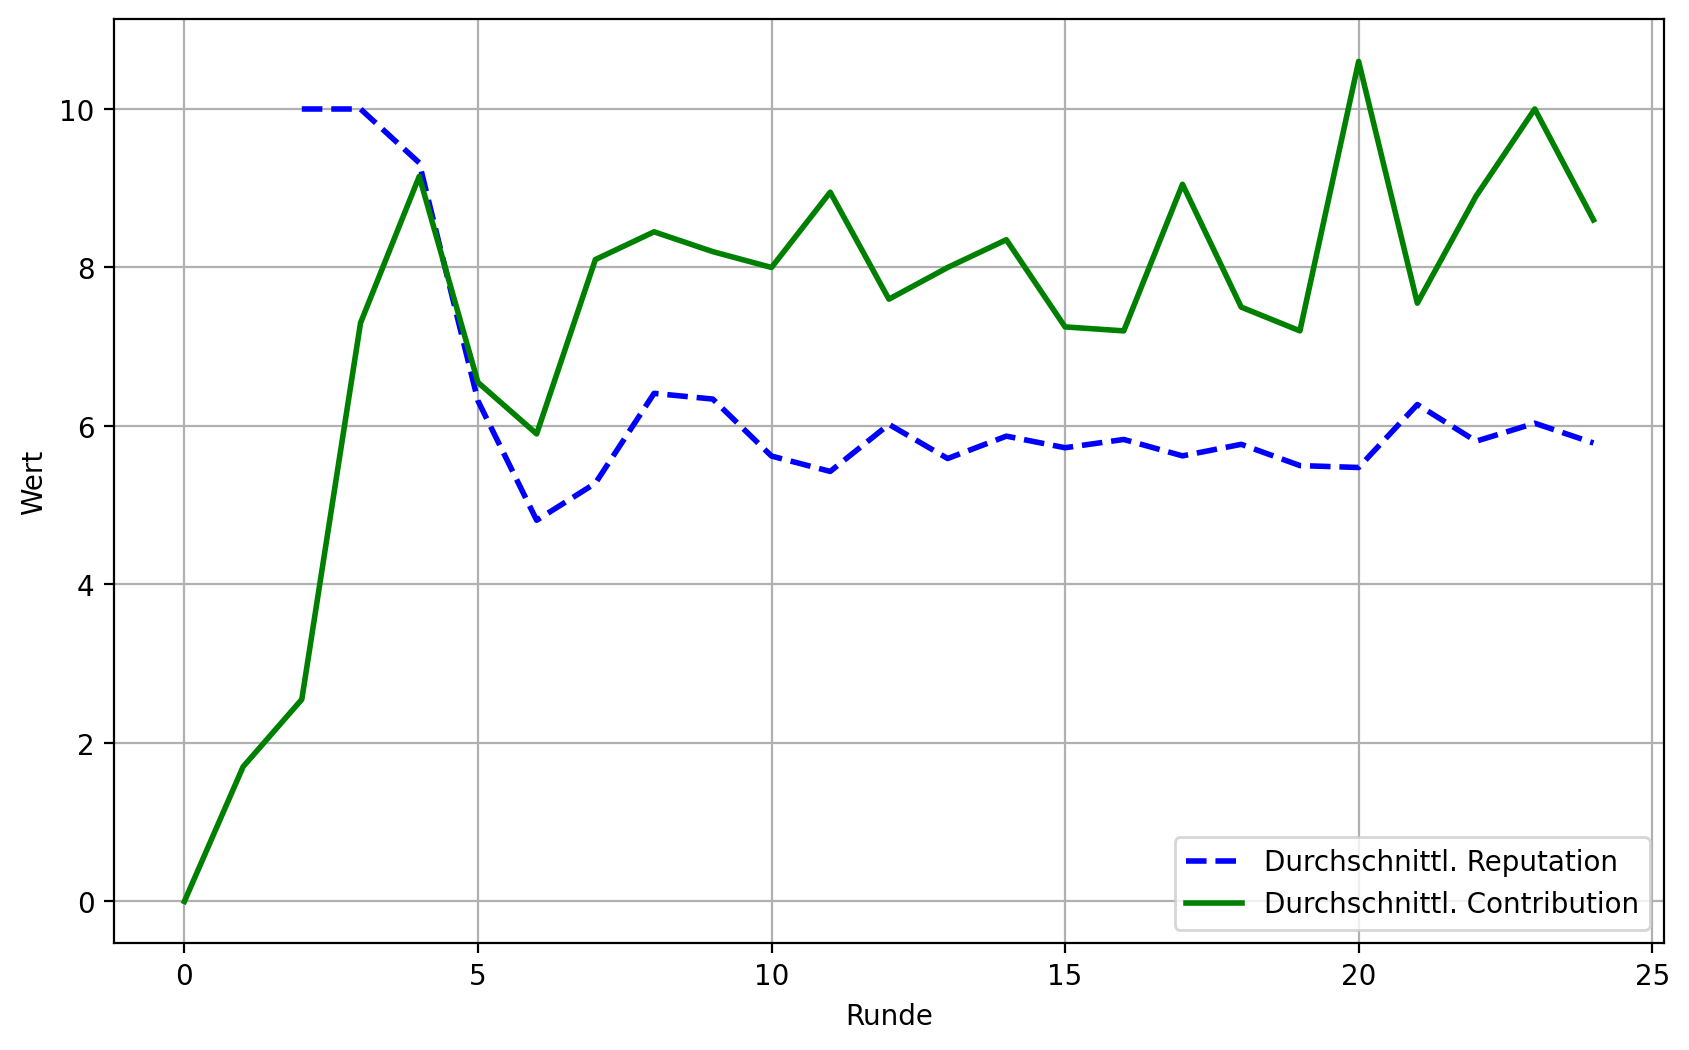 10
8
6
4
2
0
Wert
0 5 10 15 20 25
Runde
Durchschnittl. Reputation
Durchschnittl. Contribution